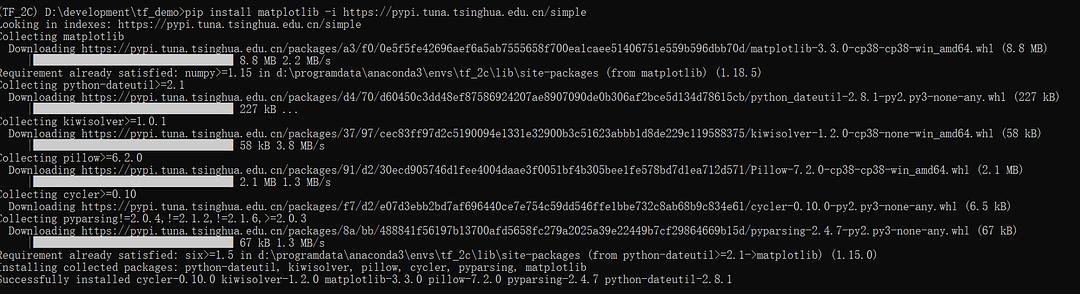 (TF_2C) D:\development\tf_demo>pip install matplotlib -i https://pypi.tuna.tsinghua.edu.cn/simple
Looking in indexes: https://pypi.tuna.tsinghua.edu.cn/simple
Collecting matplotlib
Downloading https://pypi.tuna.tsinghua.edu.cn/packages/a3/f0/0e5f5fe42696aef6a5ab7555658f700ea1caee51406751e559b596dbb70d/matplotlib-3.3.0-cp38-cp38-win_amd64.whl (8.8 MB)
8.8 MB 2.2 MB/s
Requirement already satisfied: numpy>=1.15 in d:\programdata\anaconda3\envs\tf_2c\lib\site-packages (from matplotlib) (1.18.5)
Collecting python-dateutil>=2.1
Downloading https://pypi.tuna.tsinghua.edu.cn/packages/d4/70/d60450c3dd48ef87586924207ae8907090de0b306af2bce5d134d78615cb/python_dateutil-2.8.1-py2.py3-none-any.whl (227 kB)
227 kB ...
Collecting kiwisolver>=1.0.1
Downloading https://pypi.tuna.tsinghua.edu.cn/packages/37/97/cec83ff97d2c5190094e1331e32900b3c51623abbb1d8de229c119588375/kiwisolver-1.2.0-cp38-none-win_amd64.whl (58 kB)
58 kB 3.8 MB/s
Collecting pillow>=6.2.0
Downloading https://pypi.tuna.tsinghua.edu.cn/packages/91/d2/30ecd905746d1fee4004daae3f0051bf4b305bee1fe578bd7d1ea712d571/Pillow-7.2.0-cp38-cp38-win_amd64.whl (2.1 MB)
2.1 MB 1.3 MB/s
Collecting cycler>=0.10
Downloading https://pypi.tuna.tsinghua.edu.cn/packages/f7/d2/e07d3ebb2bd7af696440ce7e754c59dd546ffe1bbe732c8ab68b9c834e61/cycler-0.10.0-py2.py3-none-any.whl (6.5 kB)
Collecting pyparsing!=2.0.4,!=2.1.2,!=2.1.6,>=2.0.3
Downloading https://pypi.tuna.tsinghua.edu.cn/packages/8a/bb/488841f56197b13700afd5658fc279a2025a39e22449b7cf29864669b15d/pyparsing-2.4.7-py2.py3-none-any.whl (67 kB)
67 kB 1.3 MB/s
Requirement already satisfied: six>=1.5 in d:\programdata\anaconda3\envs\tf_2c\lib\site-packages (from python-dateutil>=2.1->matplotlib) (1.15.0)
Installing collected packages: python-dateutil, kiwisolver, pillow, cycler, pyparsing, matplotlib
Successfully installed cycler-0.10.0 kiwisolver-1.2.0 matplotlib-3.3.0 pillow-7.2.0 pyparsing-2.4.7 python-dateutil-2.8.1